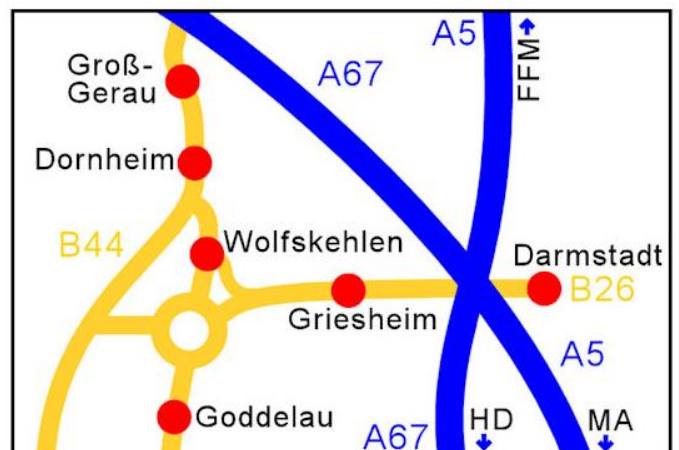 A5
FFM
A67
Groß-
Gerau
Dornheim
B44
Wolfskehlen
Darmstadt
B26
Griesheim
A5
Goddelau
A67
HD
MA